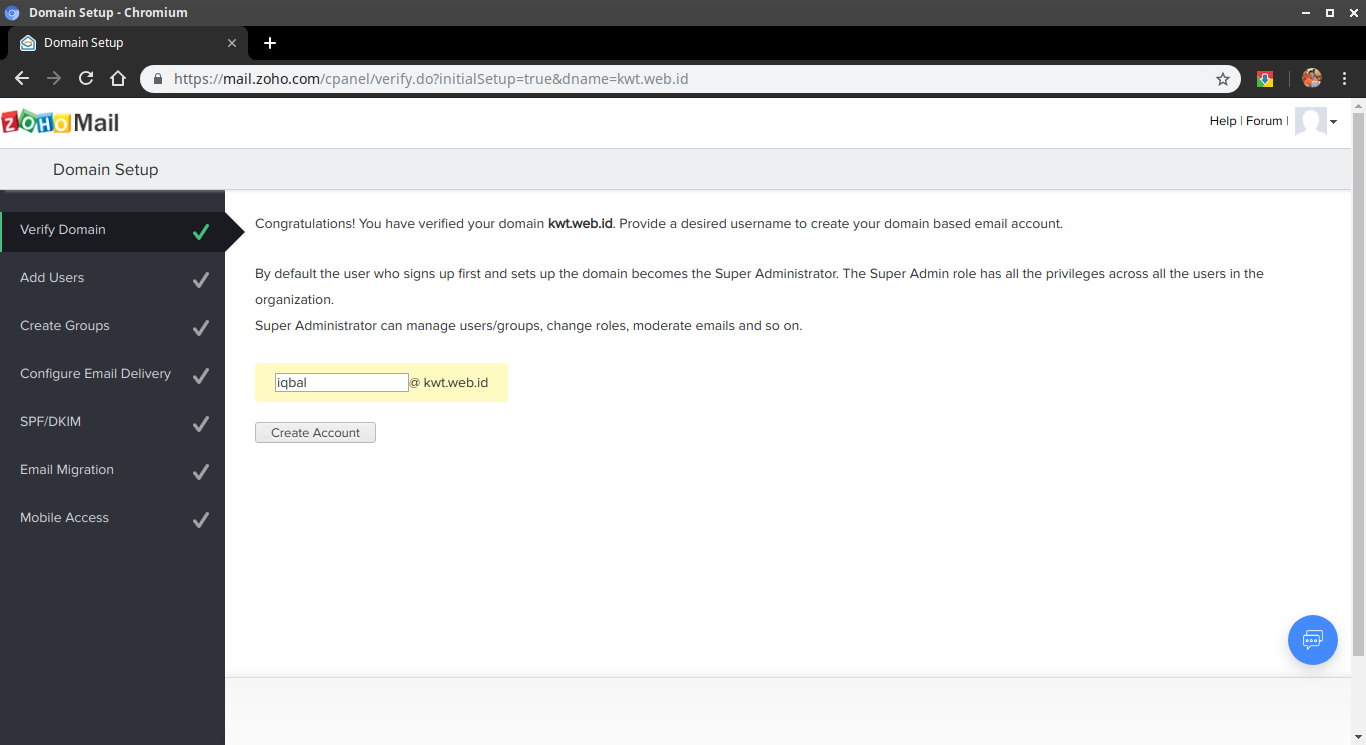 Domain Setup - Chromium
Domain Setup
https://mail.zoho.com/cpanel/verify.do?initialSetup=true&dname=kwt.web.id
ZOHO Mail
Help | Forum |
Domain Setup
Verify Domain
Add Users
Create Groups
Configure Email Delivery
SPF/DKIM
Email Migration
Mobile Access
Congratulations! You have verified your domain kwt.web.id. Provide a desired username to create your domain based email account.
By default the user who signs up first and sets up the domain becomes the Super Administrator. The Super Admin role has all the privileges across all the users in the
organization.
Super Administrator can manage users/groups, change roles, moderate emails and so on.
iqbal @ kwt.web.id
Create Account